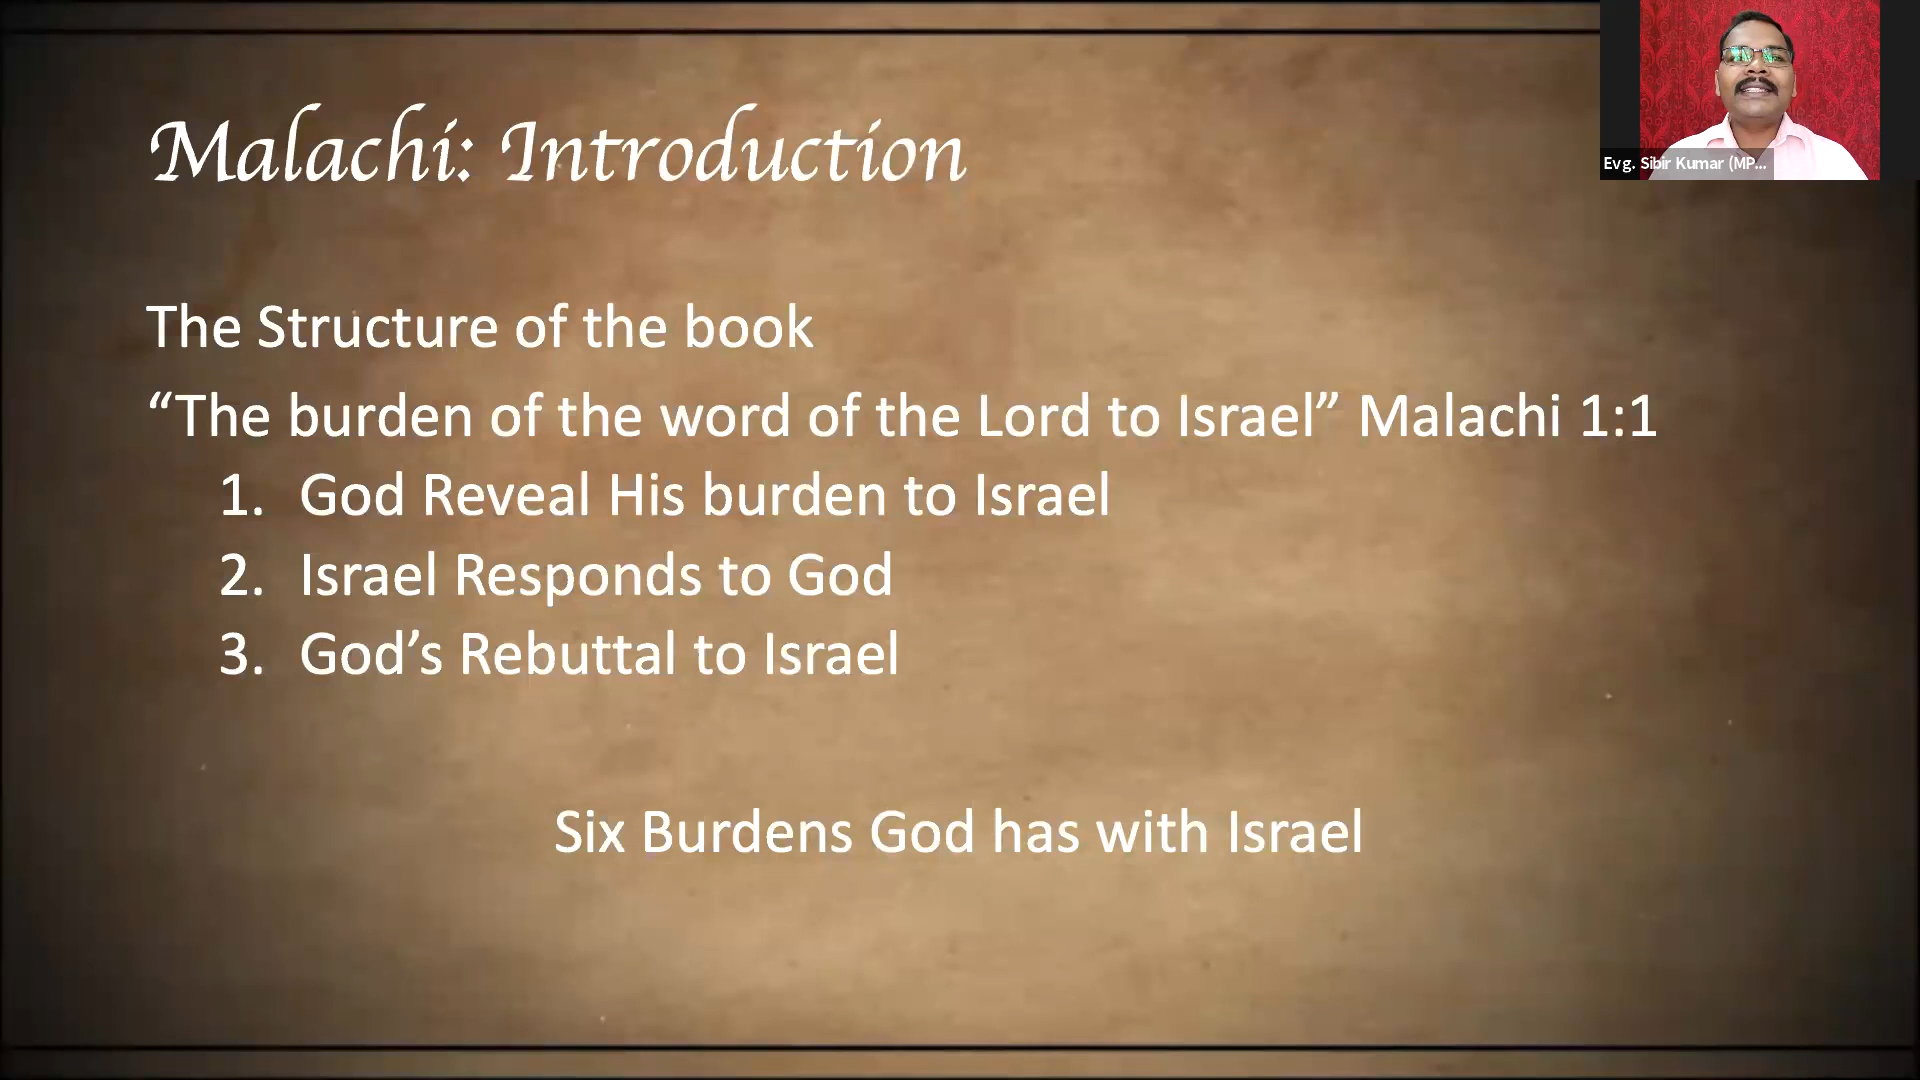 Malachi: Introduction
The Structure of the book
“The burden of the word of the Lord to Israel” Malachi 1:1
1. God Reveal His burden to Israel
2. Israel Responds to God
3. God’s Rebuttal to Israel
Six Burdens God has with Israel
Evg. Sibir Kumar (MP...